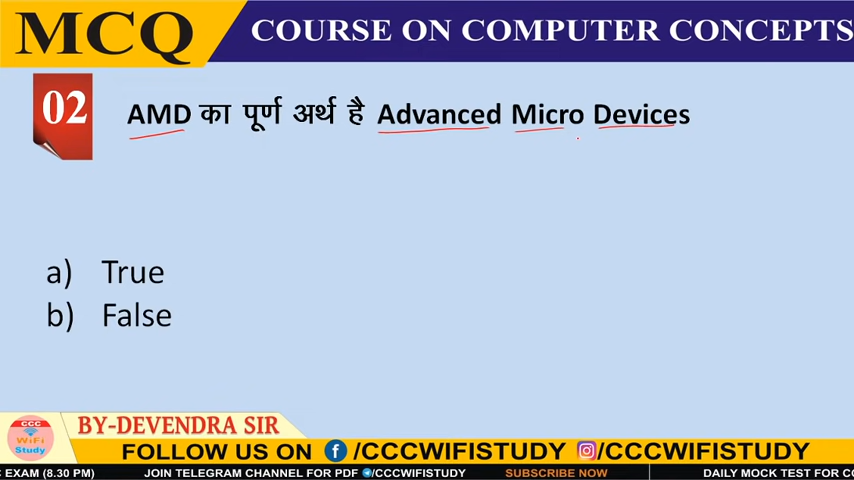 MCQ
COURSE ON COMPUTER CONCEPTS
02
AMD का पूर्ण अर्थ है Advanced Micro Devices
a) True
b) False
CCC
WiFi
Study
BY-DEVENDRA SIR
FOLLOW US ON f/CCCWIFISTUDY /CCCWIFISTUDY
C EXAM (8.30 PM) JOIN TELEGRAM CHANNEL FOR PDF /CCCWIFISTUDY SUBSCRIBE NOW DAILY MOCK TEST FOR CC